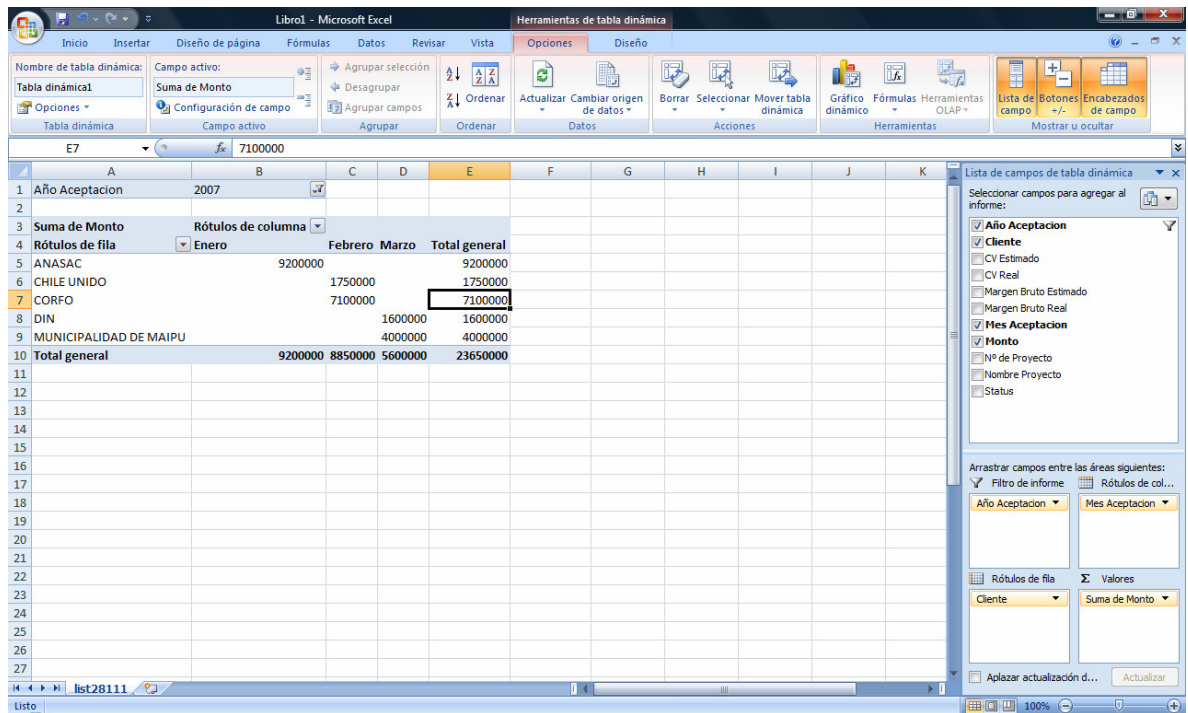 Libro1 - Microsoft Excel
Herramientas de tabla dinámica
Inicio Insertar Diseño de página Fórmulas Datos Revisar Vista Opciones Diseño
Nombre de tabla dinámica:
Tabla dinámica1
Opciones
Tabla dinámica
Campo activo:
Suma de Monto
Configuración de campo
Campo activo
Agrupar selección
Desagrupar
Agrupar campos
Agrupar
Ordenar
Ordenar
Actualizar
Cambiar origen
de datos
Datos
Borrar
Seleccionar
Mover tabla
dinámica
Acciones
Gráfico
dinámico
Fórmulas
Herramientas
OLAP
Herramientas
Lista de
campo
Botones
+/-
Encabezados
de campo
Mostrar u ocultar
E7 fx 7100000
A B C D E F G H I J K
1 Año Aceptacion 2007
2
3 Suma de Monto Rótulos de columna
4 Rótulos de fila Enero Febrero Marzo Total general
5 ANASAC 9200000 9200000
6 CHILE UNIDO 1750000 1750000
7 CORFO 7100000 7100000
8 DIN 1600000 1600000
9 MUNICIPALIDAD DE MAIPU 4000000 4000000
10 Total general 9200000 8850000 5600000 23650000
11
12
13
14
15
16
17
18
19
20
21
22
23
24
25
26
27
list28111
Listo
100%
Lista de campos de tabla dinámica
Seleccionar campos para agregar al
informe:
Año Aceptacion
Cliente
CV Estimado
CV Real
Margen Bruto Estimado
Margen Bruto Real
Mes Aceptacion
Monto
Nº de Proyecto
Nombre Proyecto
Status
Arrastrar campos entre las áreas siguientes:
Filtro de informe
Rótulos de col...
Año Aceptacion
Mes Aceptacion
Rótulos de fila
Σ Valores
Cliente
Suma de Monto
Aplazar actualización d...
Actualizar